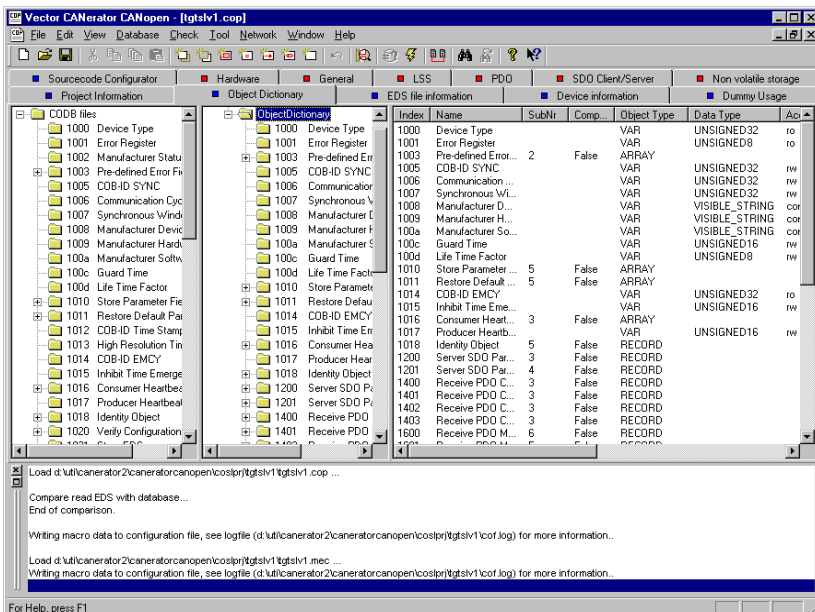 Vector CANerator CANopen - [tgtslv1.cop]
File Edit View Database Check Tool Network Window Help
Sourcecode Configurator Hardware General LSS PDO SDO Client/Server Non volatile storage
Project Information Object Dictionary EDS file information Device information Dummy Usage
CODB files
1000 Device Type
1001 Error Register
1002 Manufacturer Statu
1003 Pre-defined Error Fi
1005 COB-ID SYNC
1006 Communication Cyc
1007 Synchronous Windo
1008 Manufacturer Devic
1009 Manufacturer Hardu
100a Manufacturer Softw
100c Guard Time
100d Life Time Factor
1010 Store Parameter Fie
1011 Restore Default Par
1012 COB-ID Time Stamp
1013 High Resolution Tin
1014 COB-ID EMCY
1015 Inhibit Time Emerge
1016 Consumer Heartbea
1017 Producer Heartbeat
1018 Identity Object
1020 Verify Configuration
ObjectDictionary
1000 Device Type
1001 Error Register
1003 Pre-defined Err
1005 COB-ID SYNC
1006 Communication
1007 Synchronous V
1008 Manufacturer D
1009 Manufacturer H
100a Manufacturer S
100c Guard Time
100d Life Time Facto
1010 Store Paramete
1011 Restore Defau
1014 COB-ID EMCY
1015 Inhibit Time Em
1016 Consumer Hea
1017 Producer Hear
1018 Identity Object
1200 Server SDO Pa
1201 Server SDO Pa
1400 Receive PDO
1401 Receive PDO
Index Name SubNr Comp... Object Type Data Type Acc
1000 Device Type VAR UNSIGNED32 ro
1001 Error Register VAR UNSIGNED8 ro
1003 Pre-defined Error... 2 False ARRAY
1005 COB-ID SYNC VAR UNSIGNED32 rw
1006 Communication ... VAR UNSIGNED32 rw
1007 Synchronous Wi... VAR UNSIGNED32 rw
1008 Manufacturer D... VAR VISIBLE_STRING cor
1009 Manufacturer H... VAR VISIBLE_STRING cor
100a Manufacturer So... VAR VISIBLE_STRING cor
100c Guard Time VAR UNSIGNED16 rw
100d Life Time Factor VAR UNSIGNED8 rw
1010 Store Parameter ... 5 False ARRAY
1011 Restore Default ... 5 False ARRAY
1014 COB-ID EMCY VAR UNSIGNED32 ro
1015 Inhibit Time Eme... VAR UNSIGNED16 rw
1016 Consumer Heart... 3 False ARRAY
1017 Producer Heartb... VAR UNSIGNED16 rw
1018 Identity Object 5 False RECORD
1200 Server SDO Par... 3 False RECORD
1201 Server SDO Par... 4 False RECORD
1400 Receive PDO C... 3 False RECORD
1401 Receive PDO C... 3 False RECORD
1402 Receive PDO C... 3 False RECORD
1403 Receive PDO C... 3 False RECORD
1600 Receive PDO M... 6 False RECORD
Load d:\uti\canerator2\caneratorcanopen\coslprj\tgtslv1\tgtslv1.cop ...
Compare read EDS with database...
End of comparison.
Writing macro data to configuration file, see logfile (d:\uti\canerator2\caneratorcanopen\coslprj\tgtslv1\cof.log) for more information..
Load d:\uti\canerator2\caneratorcanopen\coslprj\tgtslv1\tgtslv1.mec ...
Writing macro data to configuration file, see logfile (d:\uti\canerator2\caneratorcanopen\coslprj\tgtslv1\cof.log) for more information..
For Help, press F1